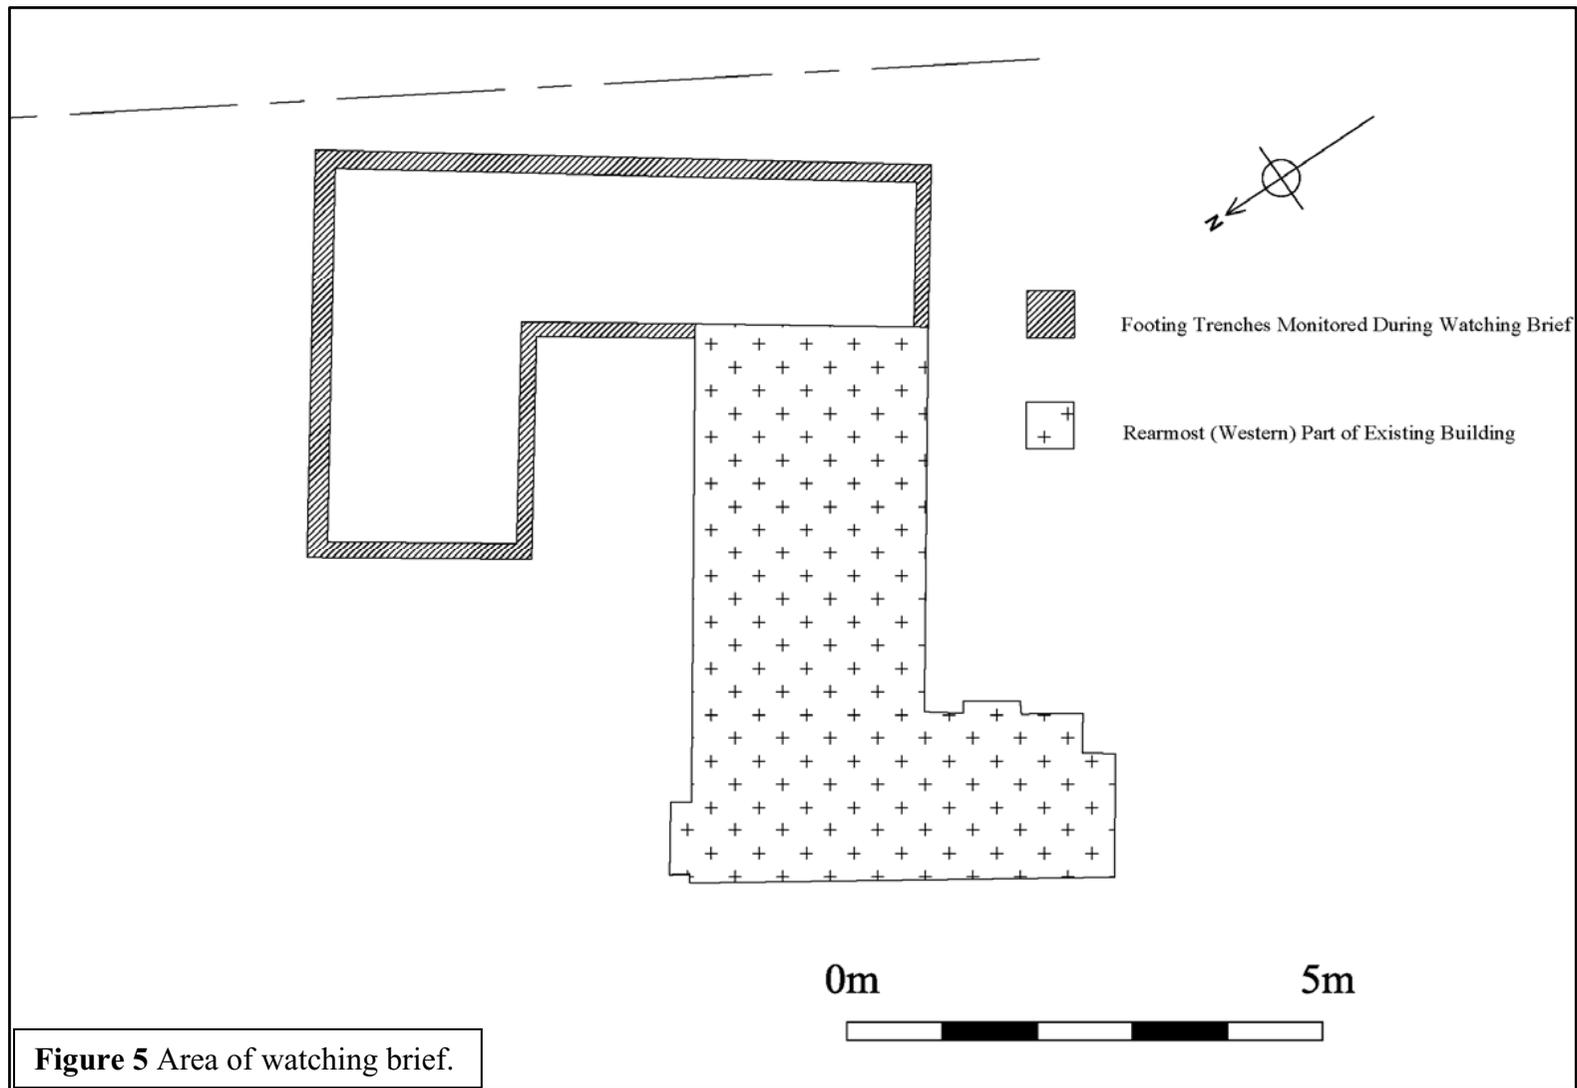 N
Footing Trenches Monitored During Watching Brief
Rearmost (Western) Part of Existing Building
0m 5m
Figure 5 Area of watching brief.